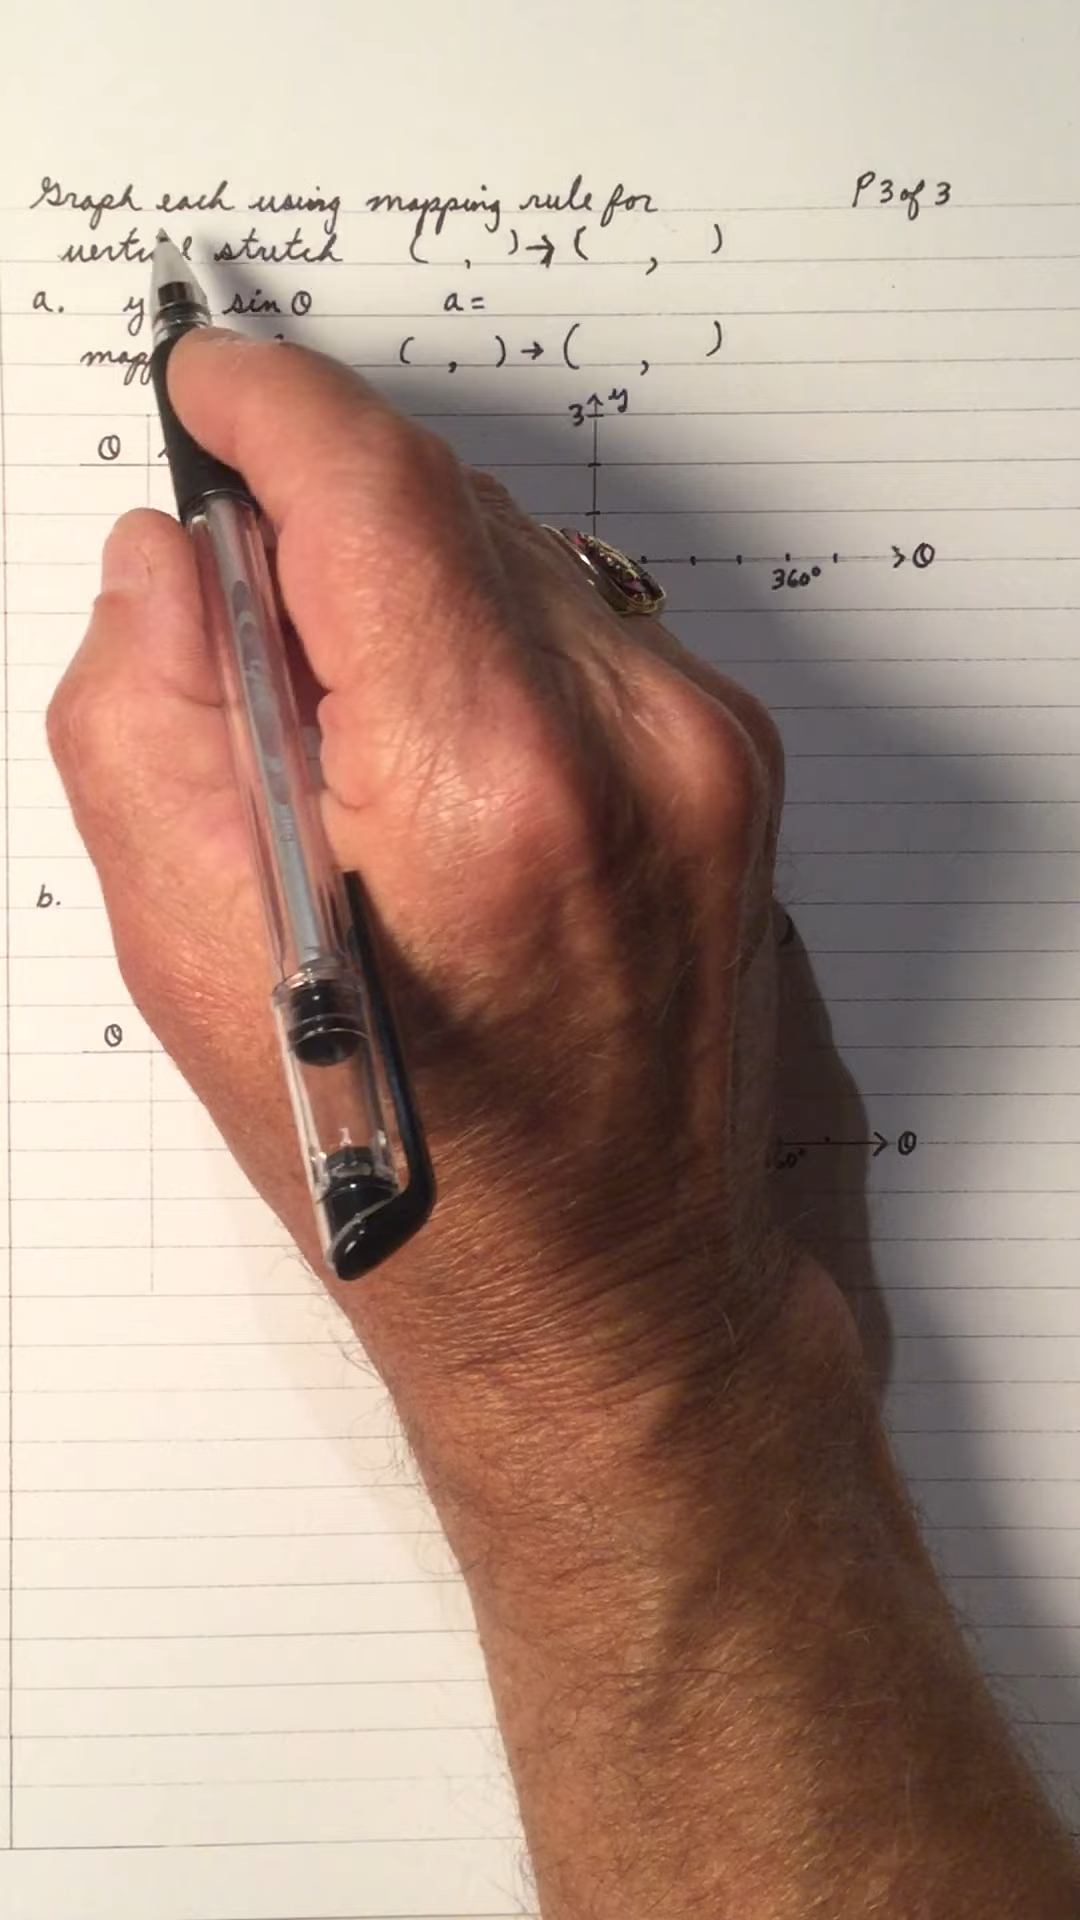 Graph each using mapping rule for P 3 of 3
stretch ( , ) → ( , )
a. y sin θ a =
( , ) → ( , )
3 y
θ
360° θ
b.
θ
θ